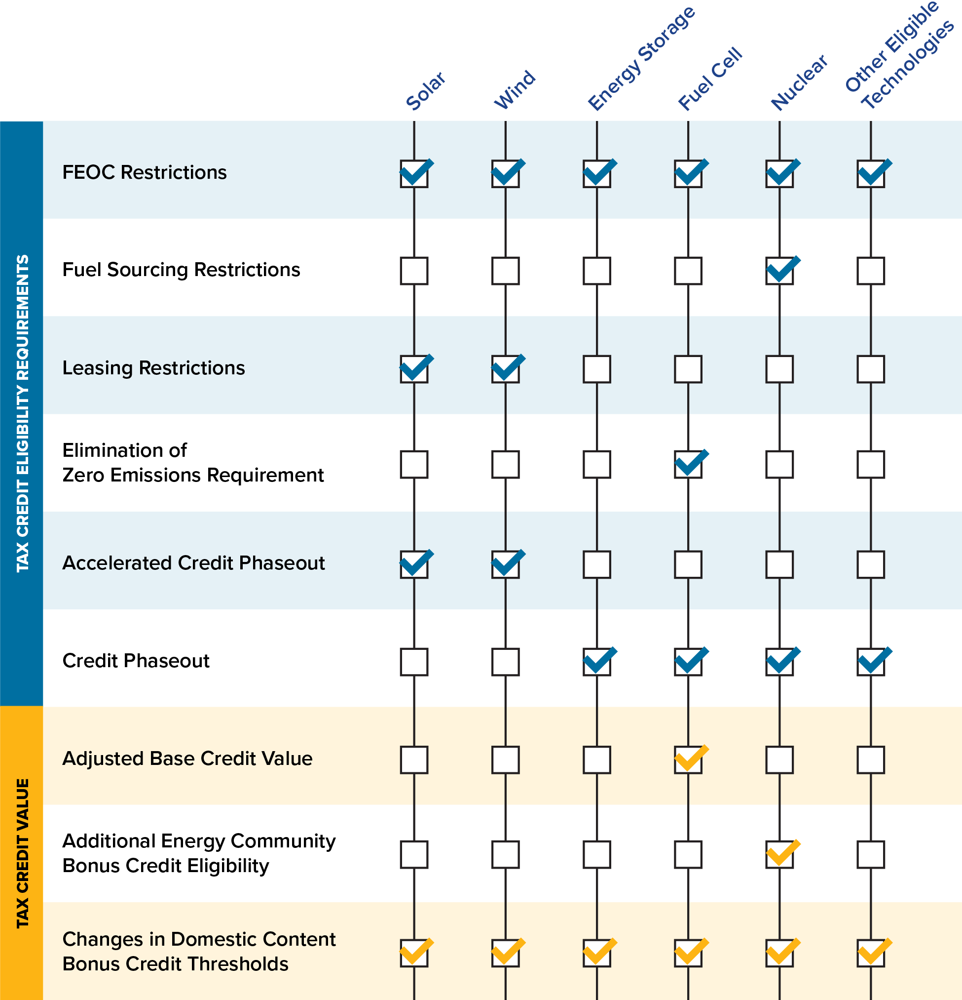 Solar
Wind
Energy Storage
Fuel Cell
Nuclear
Other Eligible
Technologies
TAX CREDIT ELIGIBILITY REQUIREMENTS
FEOC Restrictions
Fuel Sourcing Restrictions
Leasing Restrictions
Elimination of
Zero Emissions Requirement
Accelerated Credit Phaseout
Credit Phaseout
TAX CREDIT VALUE
Adjusted Base Credit Value
Additional Energy Community
Bonus Credit Eligibility
Changes in Domestic Content
Bonus Credit Thresholds